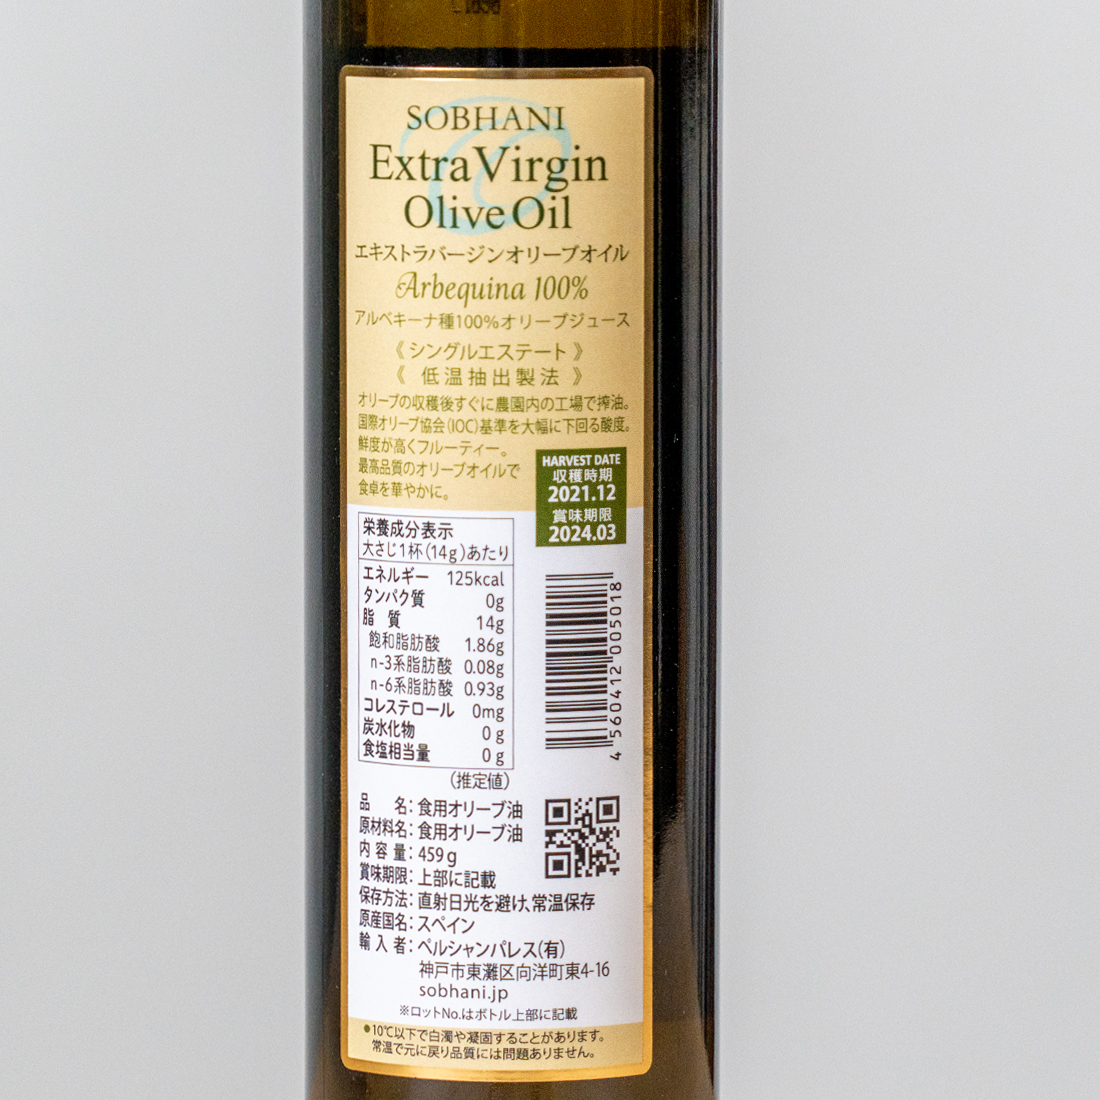 SOBHANI
Extra Virgin
Olive Oil
エキストラバージンオリーブオイル
Arbequina 100%
アルベキーナ種100%オリーブジュース
《 シングルエステート 》
《 低温抽出製法 》
オリーブの収穫後すぐに農園内の工場で搾油。
国際オリーブ協会(IOC)基準を大幅に下回る酸度。
鮮度が高くフルーティー。
最高品質のオリーブオイルで
食卓を華やかに。
HARVEST DATE
収穫時期
2021.12
賞味期限
2024.03
栄養成分表示
大さじ1杯(14g)あたり
エネルギー 125kcal
タンパク質 0g
脂 質 14g
飽和脂肪酸 1.86g
n-3系脂肪酸 0.08g
n-6系脂肪酸 0.93g
コレステロール 0mg
炭水化物 0g
食塩相当量 0g
(推定値)
4 560412 005018
品 名：食用オリーブ油
原材料名：食用オリーブ油
内容量：459g
賞味期限：上部に記載
保存方法：直射日光を避け、常温保存
原産国名：スペイン
輸入者：ペルシャンパレス(有)
神戸市東灘区向洋町東4-16
sobhani.jp
※ロットNo.はボトル上部に記載
●10℃以下で白濁や凝固することがあります。
常温で元に戻り品質には問題ありません。